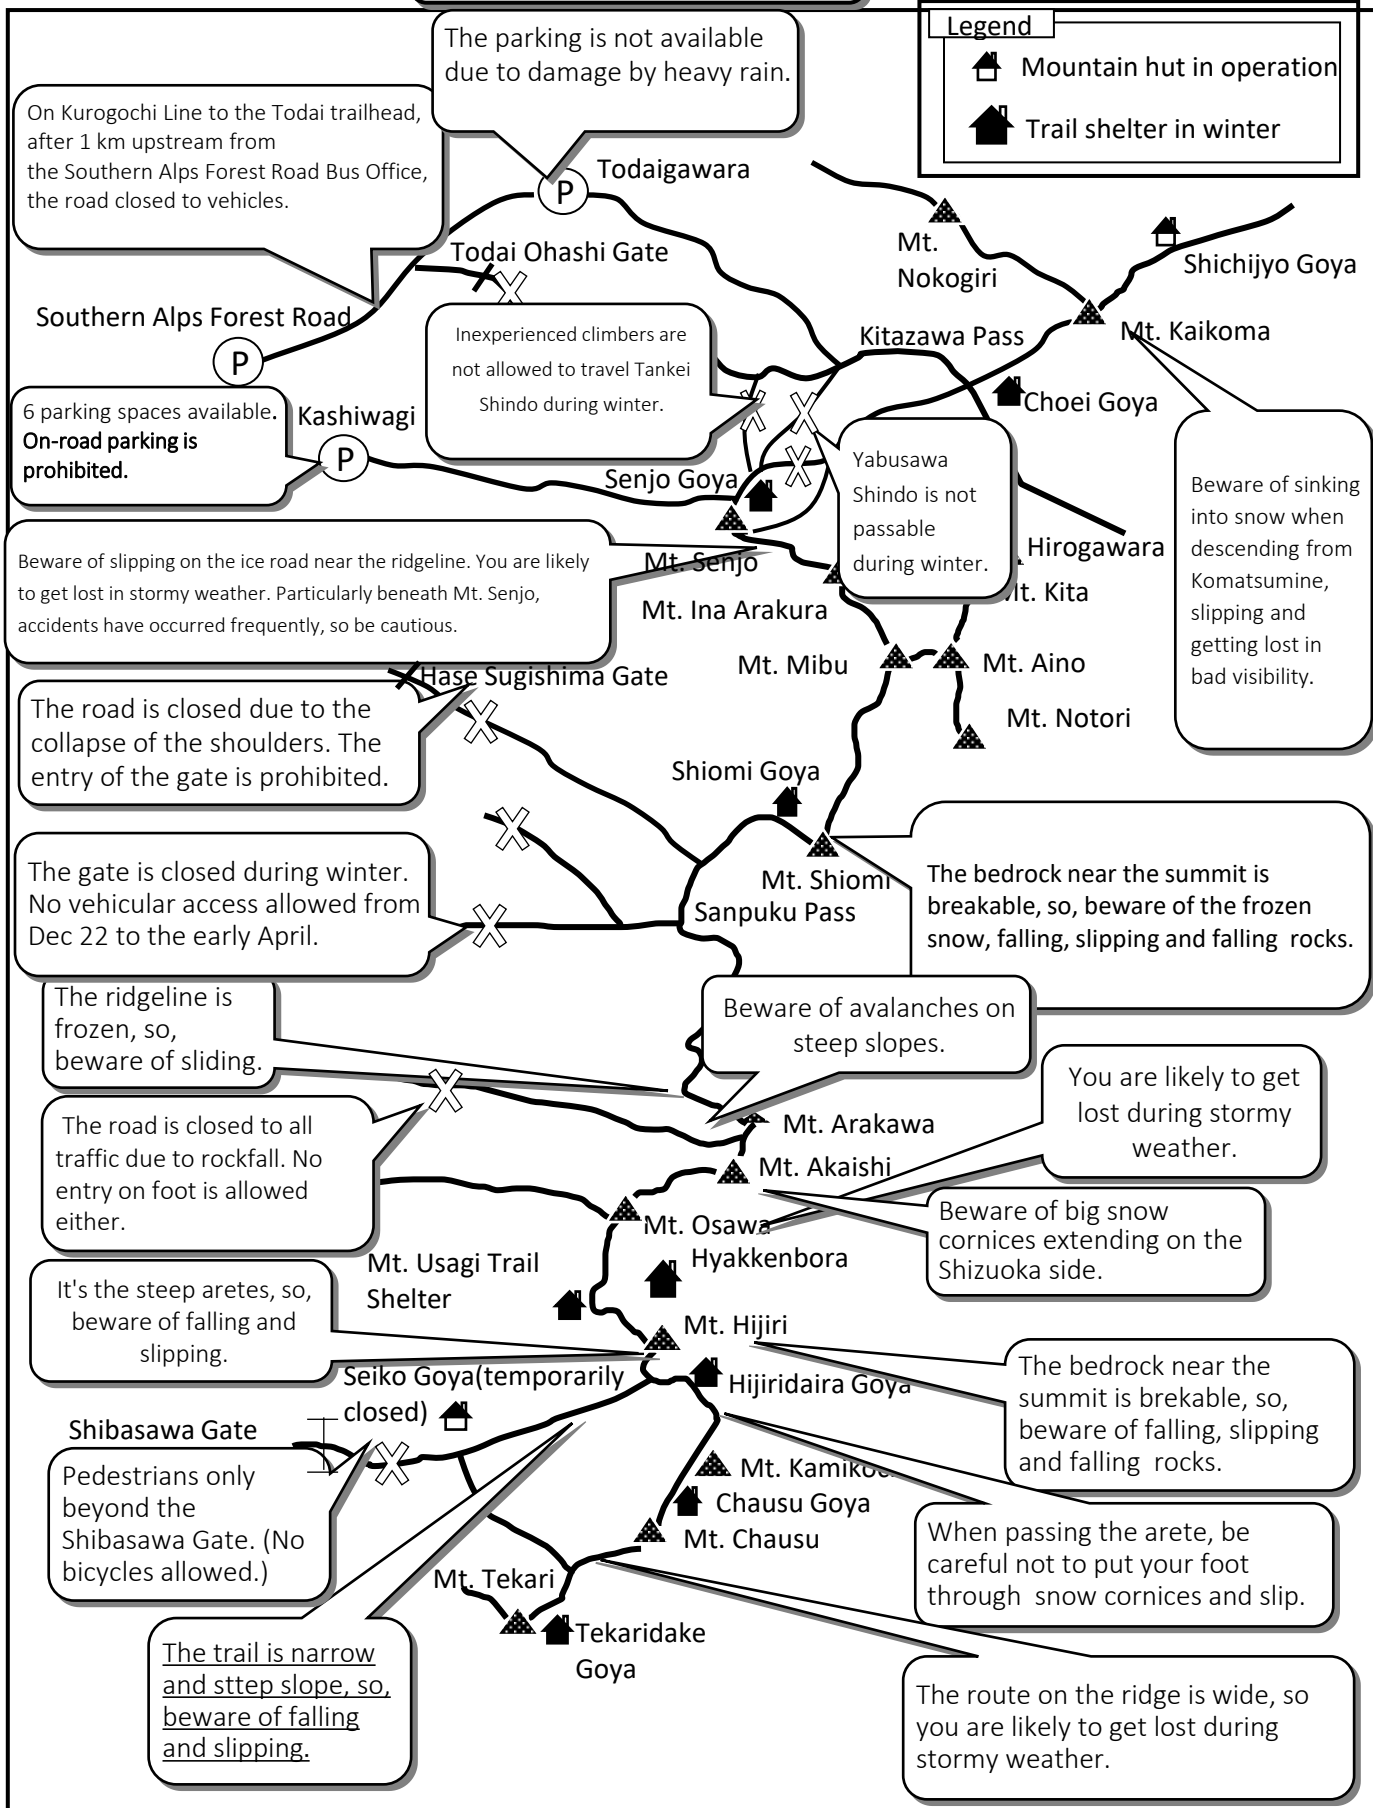 Legend
Mountain hut in operation
Trail shelter in winter
The parking is not available
due to damage by heavy rain.
On Kurogochi Line to the Todai trailhead,
after 1 km upstream from
the Southern Alps Forest Road Bus Office,
the road closed to vehicles.
P
Todaigawara
Mt.
Nokogiri
Shichijyo Goya
Todai Ohashi Gate
Southern Alps Forest Road
P
Inexperienced climbers are
not allowed to travel Tankei
Shindo during winter.
Kitazawa Pass
Mt. Kaikoma
Choei Goya
6 parking spaces available.
On-road parking is
prohibited.
Kashiwagi
P
Senjo Goya
Yabusawa
Shindo is not
passable
during winter.
Beware of sinking
into snow when
descending from
Komatsumine,
slipping and
getting lost in
bad visibility.
Beware of slipping on the ice road near the ridgeline. You are likely
to get lost in stormy weather. Particularly beneath Mt. Senjo,
accidents have occurred frequently, so be cautious.
Mt. Senjo
Hirogawara
Mt. Kita
Mt. Ina Arakura
Mt. Mibu
Mt. Aino
Mt. Notori
Hase Sugishima Gate
The road is closed due to the
collapse of the shoulders. The
entry of the gate is prohibited.
Shiomi Goya
Mt. Shiomi
Sanpuku Pass
The bedrock near the summit is
breakable, so, beware of the frozen
snow, falling, slipping and falling rocks.
The gate is closed during winter.
No vehicular access allowed from
Dec 22 to the early April.
The ridgeline is
frozen, so,
beware of sliding.
Beware of avalanches on
steep slopes.
You are likely to get
lost during stormy
weather.
Mt. Arakawa
The road is closed to all
traffic due to rockfall. No
entry on foot is allowed
either.
Mt. Akaishi
Beware of big snow
cornices extending on the
Shizuoka side.
Mt. Osawa
Hyakkenbora
Mt. Usagi Trail
Shelter
It's the steep aretes, so,
beware of falling and
slipping.
Mt. Hijiri
The bedrock near the
summit is brekable, so,
beware of falling, slipping
and falling rocks.
Seiko Goya(temporarily
closed)
Hijiridaira Goya
Shibasawa Gate
Pedestrians only
beyond the
Shibasawa Gate. (No
bicycles allowed.)
Mt.
Chausu Goya
Mt. Chausu
When passing the arete, be
careful not to put your foot
through snow cornices and slip.
Mt. Tekari
Tekaridake
Goya
The trail is narrow
and sttep slope, so,
beware of falling
and slipping.
The route on the ridge is wide, so
you are likely to get lost during
stormy weather.